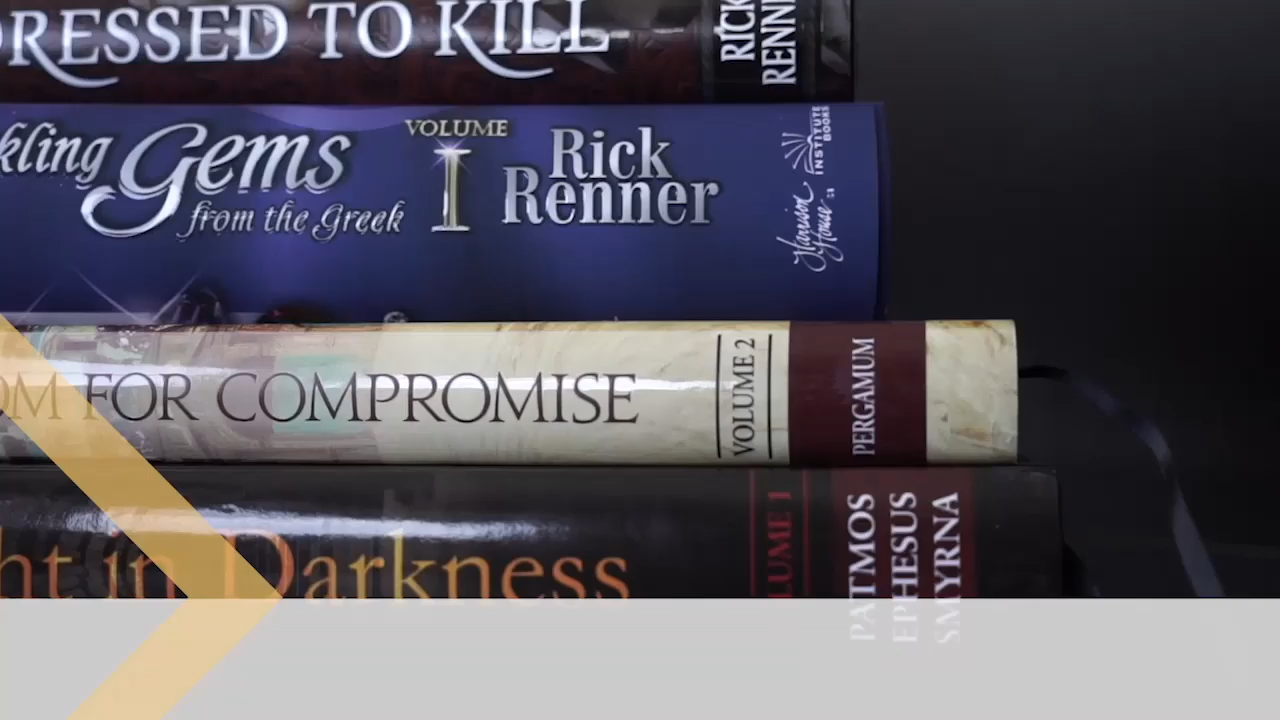 RESSED TO KILL
RICK
RENN
kling Gems
from the Greek
VOLUME
I
Rick
Renner
Harrison
House
INSTITUTE
BOOKS
OM FOR COMPROMISE
VOLUME 2
PERGAMUM
ht in Darkness
LUME 1
PATMOS
EPHESUS
SMYRNA